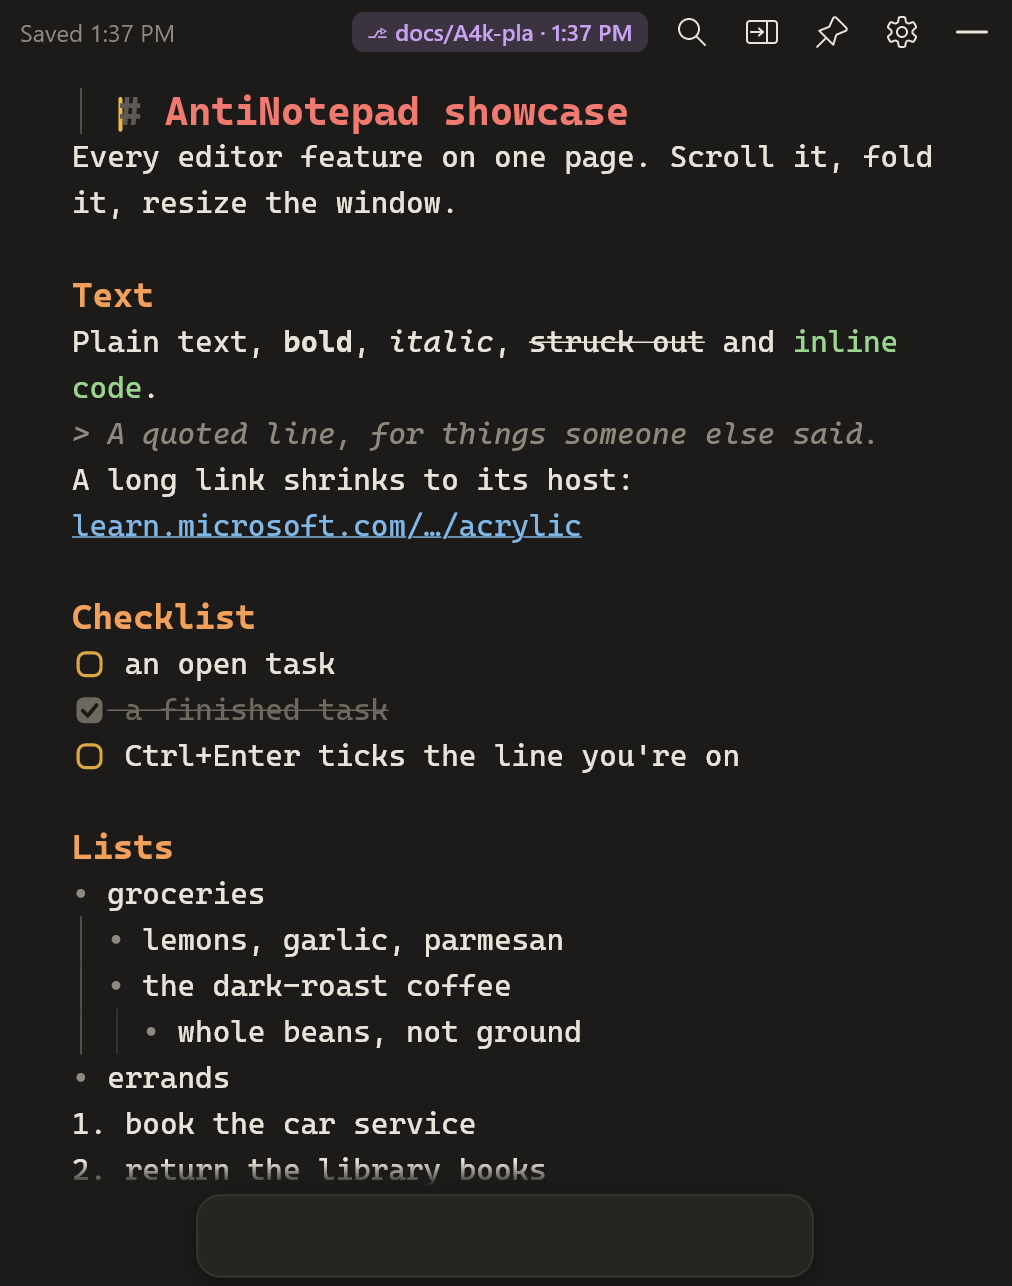 Saved 1:37 PM
docs/A4k-pla · 1:37 PM
# AntiNotepad showcase
Every editor feature on one page. Scroll it, fold
it, resize the window.
Text
Plain text, bold, italic, struck out and inline
code.
> A quoted line, for things someone else said.
A long link shrinks to its host:
learn.microsoft.com/…/acrylic
Checklist
an open task
a finished task
Ctrl+Enter ticks the line you're on
Lists
• groceries
• lemons, garlic, parmesan
• the dark-roast coffee
• whole beans, not ground
• errands
1. book the car service
2. return the library books